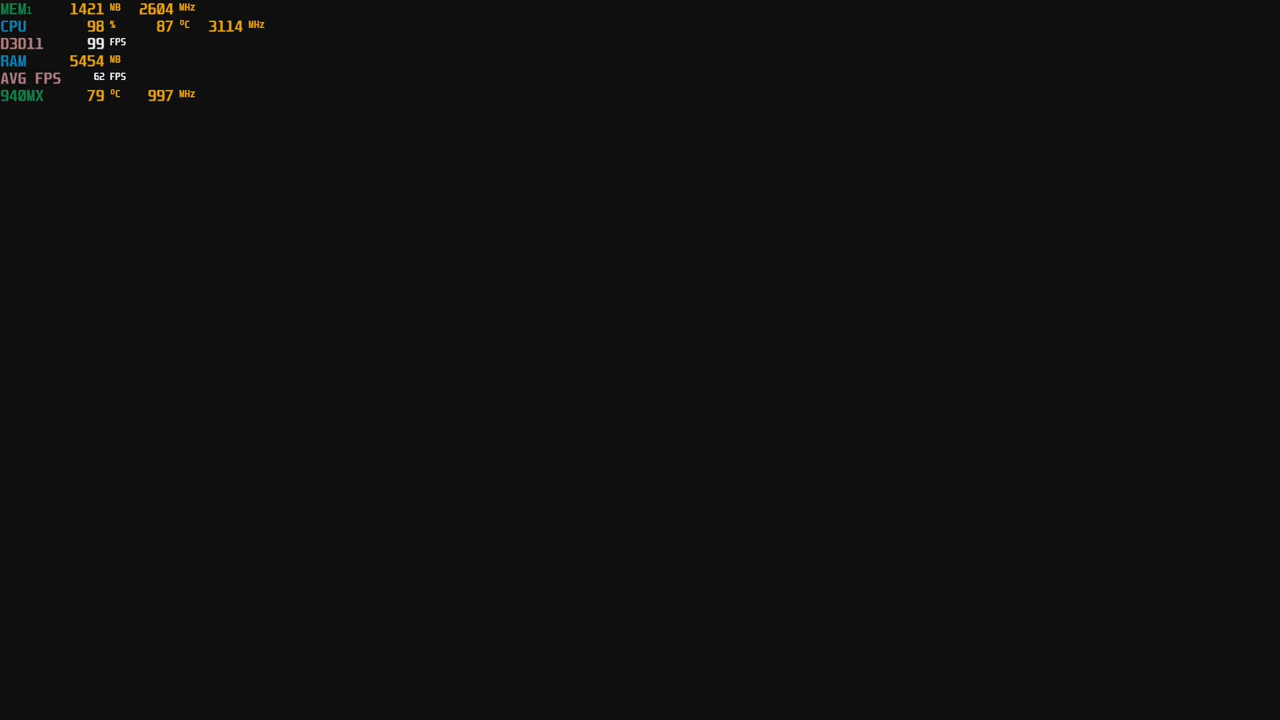 MEM1 1421 MB 2604 MHz
CPU 98 % 87 °C 3114 MHz
D3D11 99 FPS
RAM 5454 MB
AVG FPS 62 FPS
940MX 79 °C 997 MHz